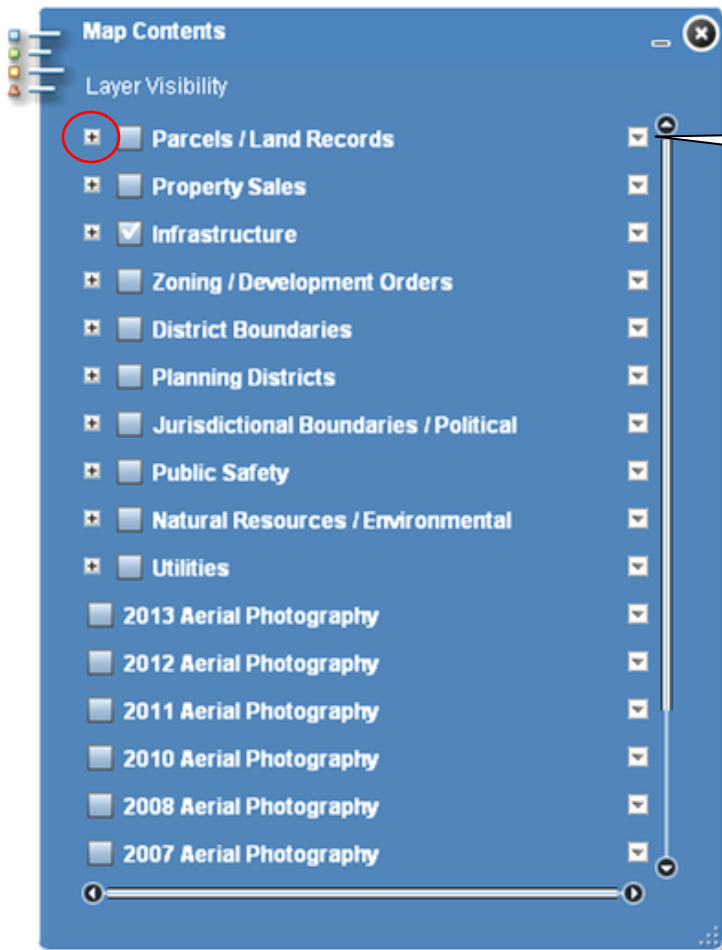 Map Contents
Layer Visibility
Parcels / Land Records
Property Sales
Infrastructure
Zoning / Development Orders
District Boundaries
Planning Districts
Jurisdictional Boundaries / Political
Public Safety
Natural Resources / Environmental
Utilities
2013 Aerial Photography
2012 Aerial Photography
2011 Aerial Photography
2010 Aerial Photography
2008 Aerial Photography
2007 Aerial Photography